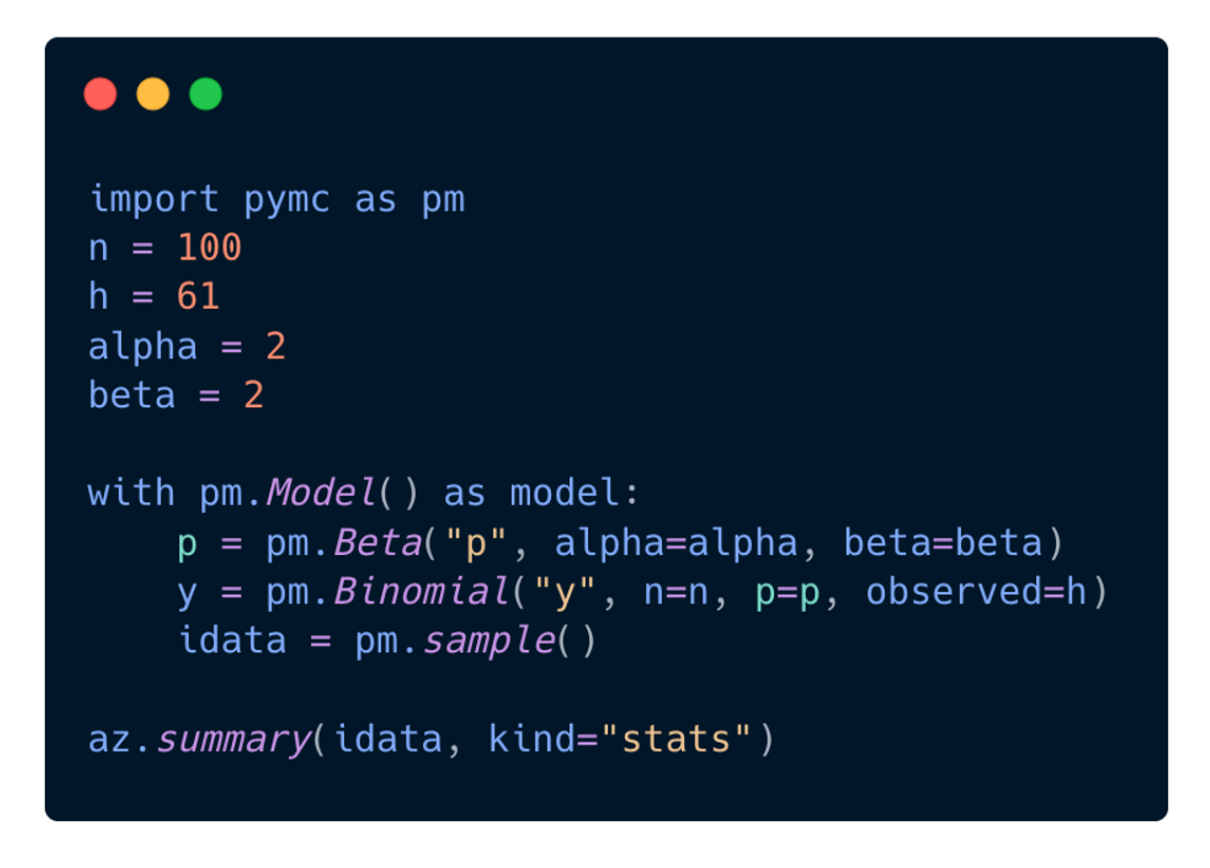 import pymc as pm
n = 100
h = 61
alpha = 2
beta = 2
with pm.Model() as model:
    p = pm.Beta("p", alpha=alpha, beta=beta)
    y = pm.Binomial("y", n=n, p=p, observed=h)
    idata = pm.sample()
az.summary(idata, kind="stats")